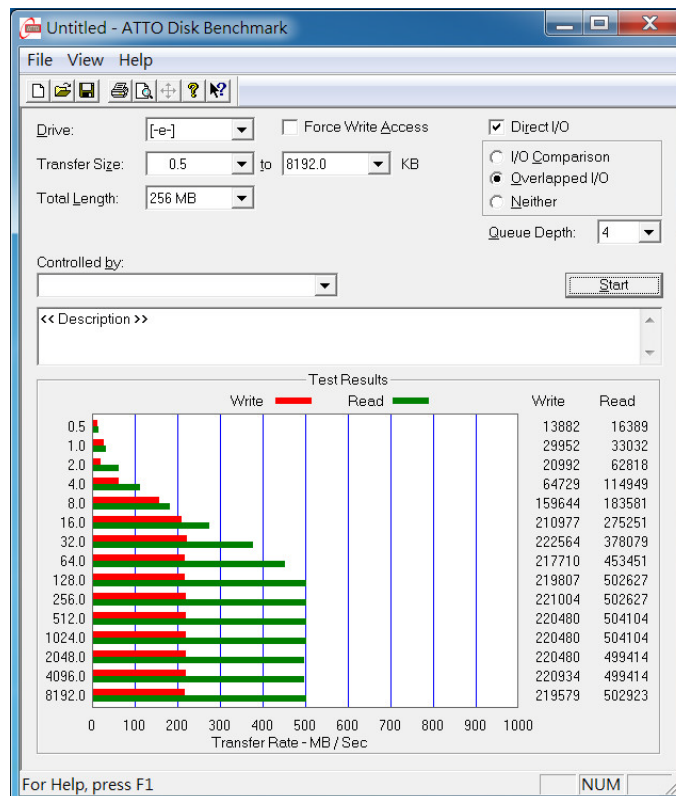 Untitled - ATTO Disk Benchmark
File View Help
Drive: [-e-] Force Write Access Direct I/O
Transfer Size: 0.5 to 8192.0 KB I/O Comparison
Overlapped I/O
Total Length: 256 MB Neither
Queue Depth: 4
Controlled by:
Start
<< Description >>
Test Results
Write Read Write Read
0.5 13882 16389
1.0 29952 33032
2.0 20992 62818
4.0 64729 114949
8.0 159644 183581
16.0 210977 275251
32.0 222564 378079
64.0 217710 453451
128.0 219807 502627
256.0 221004 502627
512.0 220480 504104
1024.0 220480 504104
2048.0 220480 499414
4096.0 220934 499414
8192.0 219579 502923
0 100 200 300 400 500 600 700 800 900 1000
Transfer Rate - MB / Sec
For Help, press F1 NUM